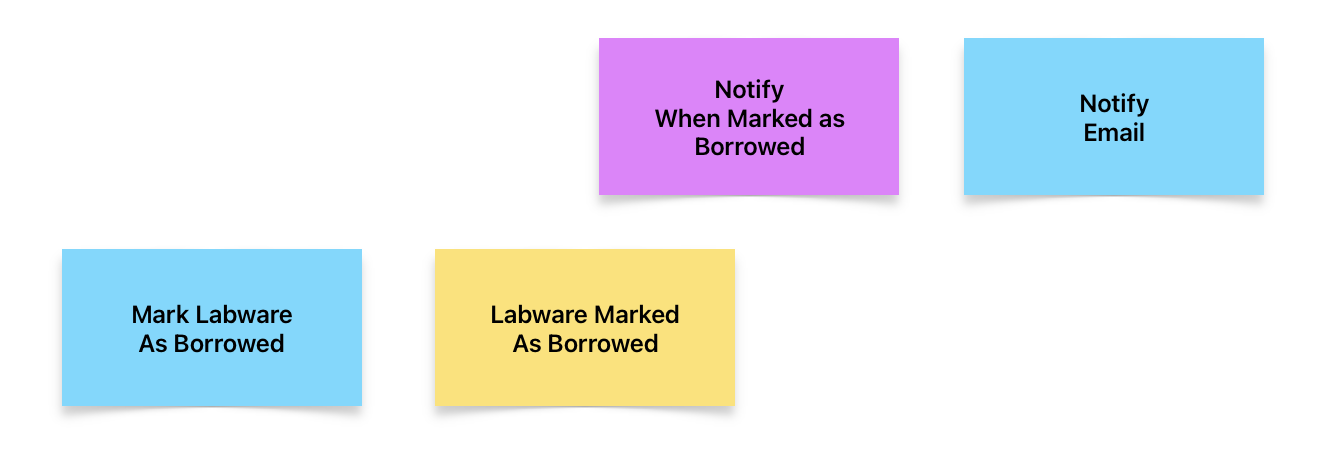 Notify
When Marked as
Borrowed
Notify
Email
Mark Labware
As Borrowed
Labware Marked
As Borrowed